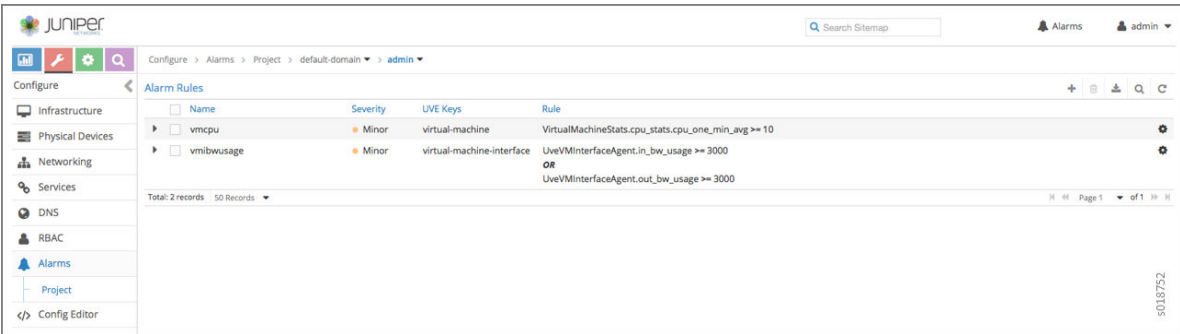 JUNIPER
NETWORKS
Search Sitemap
Alarms
admin
Configure > Alarms > Project > default-domain > admin
Configure
Alarm Rules
Name Severity UVE Keys Rule
vmcpu Minor virtual-machine VirtualMachineStats.cpu_stats.cpu_one_min_avg >= 10
vmibwusage Minor virtual-machine-interface UveVMInterfaceAgent.in_bw_usage >= 3000
OR
UveVMInterfaceAgent.out_bw_usage >= 3000
Total: 2 records 50 Records
Page 1 of 1
Infrastructure
Physical Devices
Networking
Services
DNS
RBAC
Alarms
Project
Config Editor
s018752